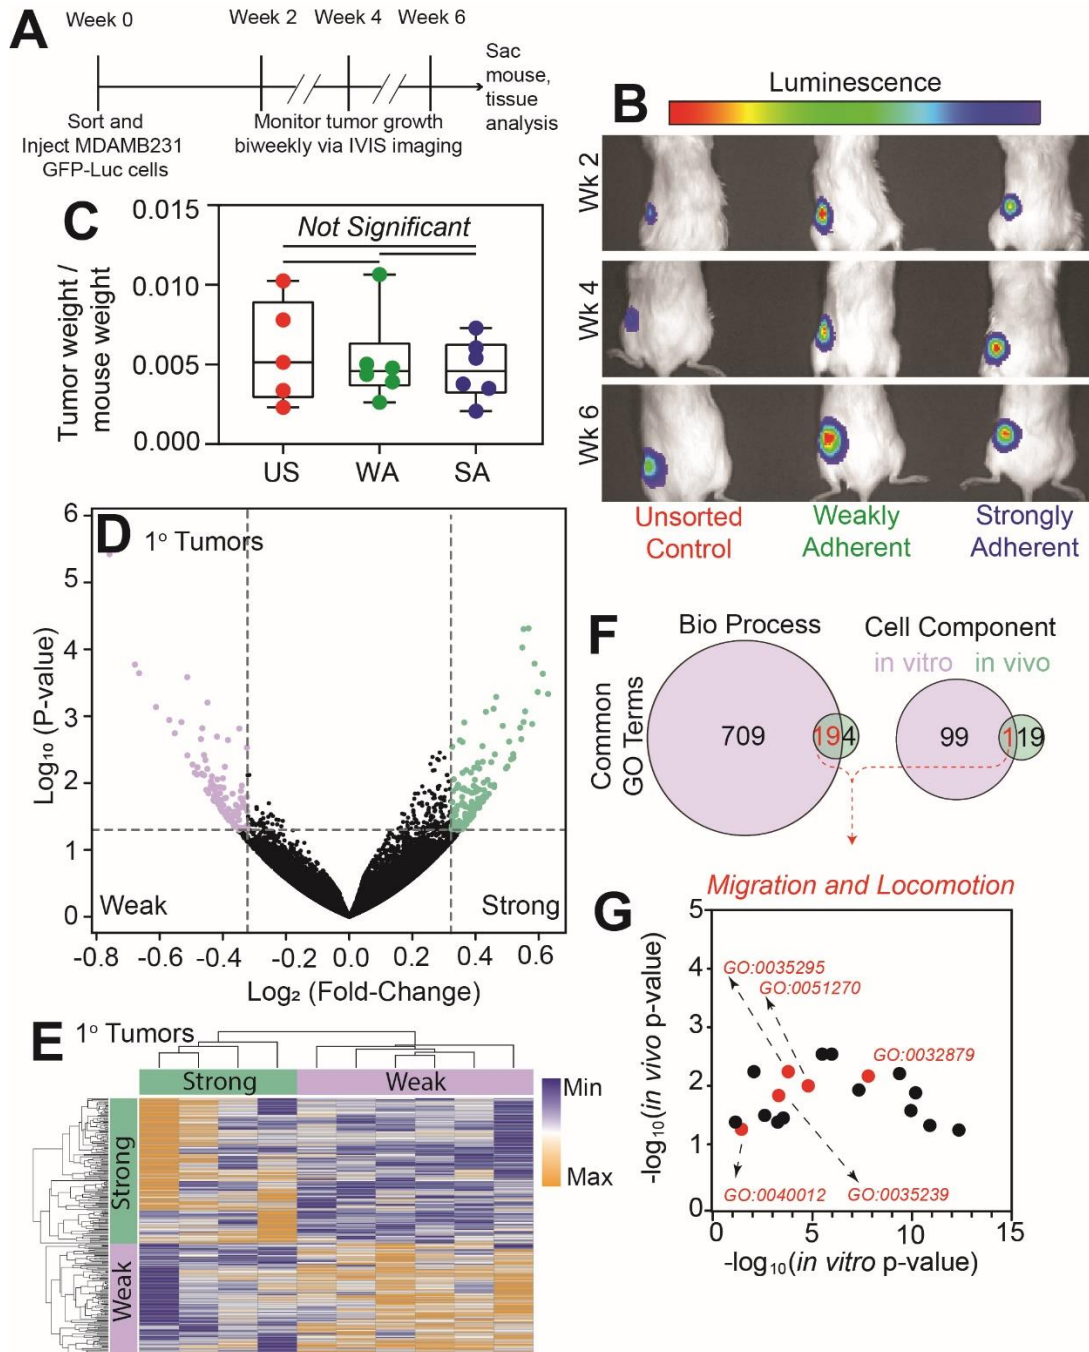 A
Week 0
Week 2
Week 4
Week 6
Sac
mouse,
tissue
analysis
Sort and
Inject MDAMB231
GFP-Luc cells
Monitor tumor growth
biweekly via IVIS imaging
B
Luminescence
Wk 2
Wk 4
Wk 6
Unsorted
Control
Weakly
Adherent
Strongly
Adherent
C
Not Significant
Tumor weight /
mouse weight
0.015
0.010
0.005
0.000
US
WA
SA
D
1° Tumors
Log₁₀ (P-value)
6
5
4
3
2
1
0
Weak
Strong
-0.8
-0.6
-0.4
-0.2
0.0
0.2
0.4
0.6
Log₂ (Fold-Change)
E
1° Tumors
Strong
Weak
Strong
Weak
Min
Max
F
Bio Process
Cell Component
in vitro
in vivo
Common
GO Terms
709
19
4
99
1
19
Migration and Locomotion
G
-log₁₀(in vivo p-value)
5
4
3
2
1
0
GO:0035295
GO:0051270
GO:0032879
GO:0040012
GO:0035239
0
5
10
15
-log₁₀(in vitro p-value)